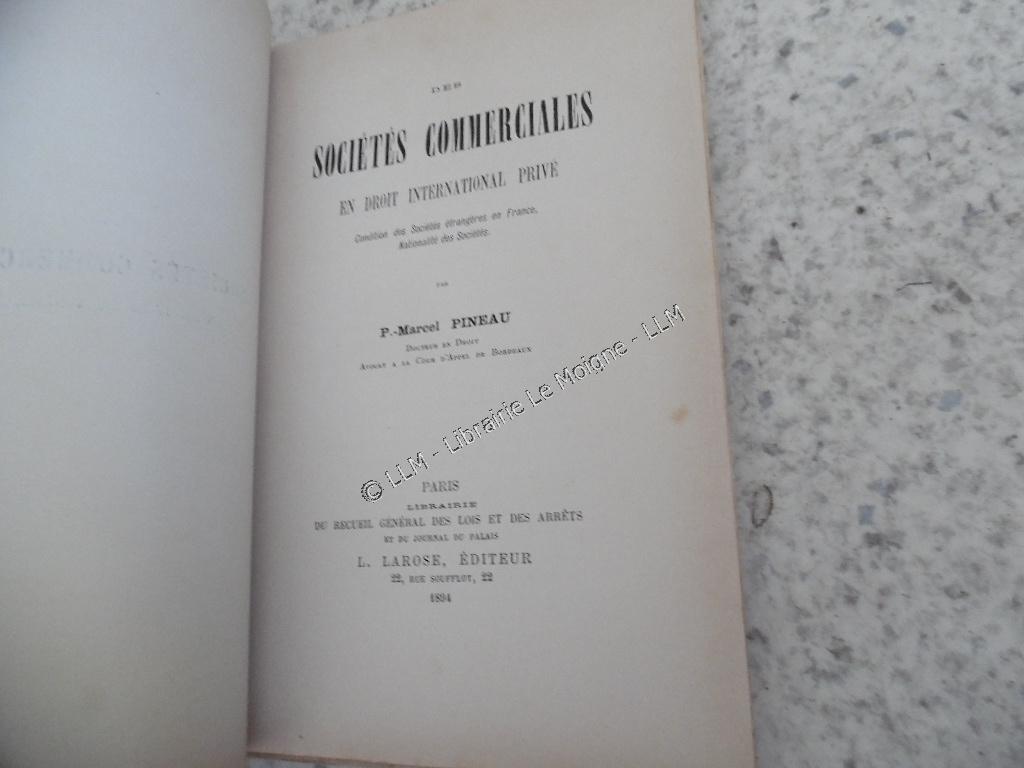 DES
SOCIÉTÉS COMMERCIALES
EN DROIT INTERNATIONAL PRIVÉ
Condition des Sociétés étrangères en France,
Nationalité des Sociétés.
PAR
P.-Marcel PINEAU
DOCTEUR EN DROIT
AVOCAT A LA COUR D'APPEL DE BORDEAUX
© LLM - Librairie Le Moigne - LLM
PARIS
LIBRAIRIE
DU RECUEIL GÉNÉRAL DES LOIS ET DES ARRÊTS
ET DU JOURNAL DU PALAIS
L. LAROSE, ÉDITEUR
22, RUE SOUFFLOT, 22
1894